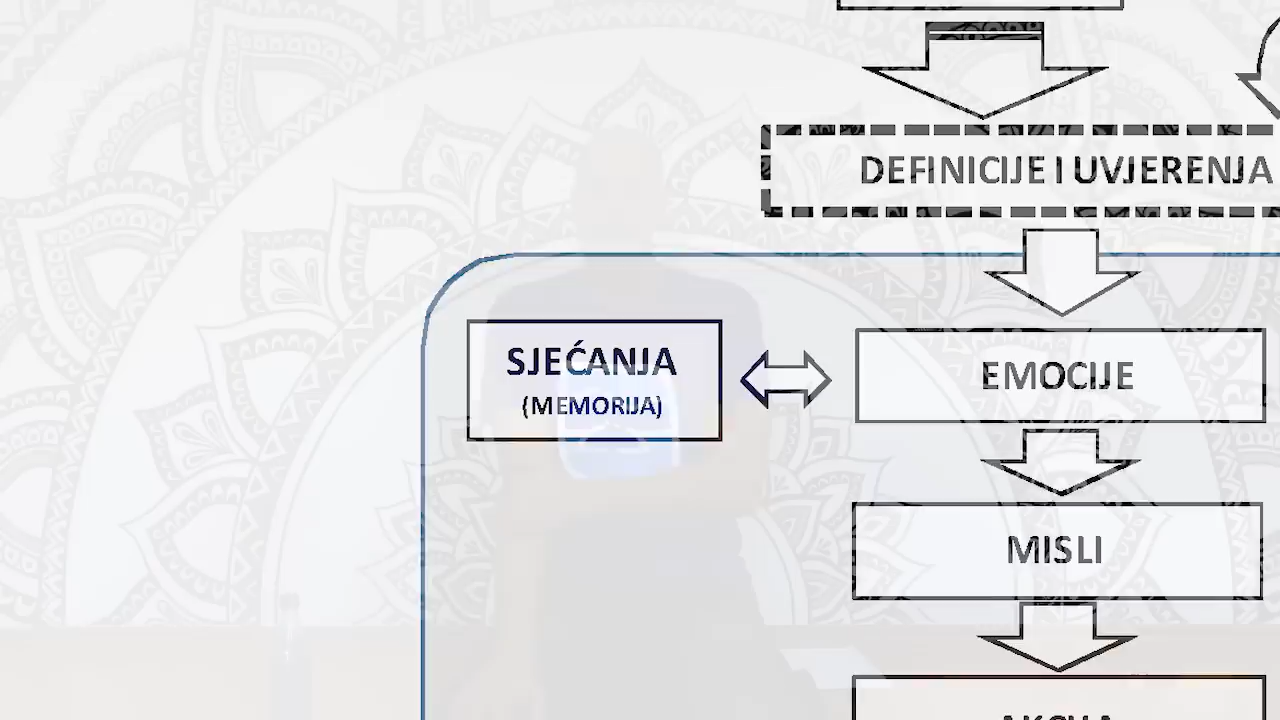 DEFINICIJE I UVJERENJA
SJEĆANJA
(MEMORIJA)
EMOCIJE
MISLI